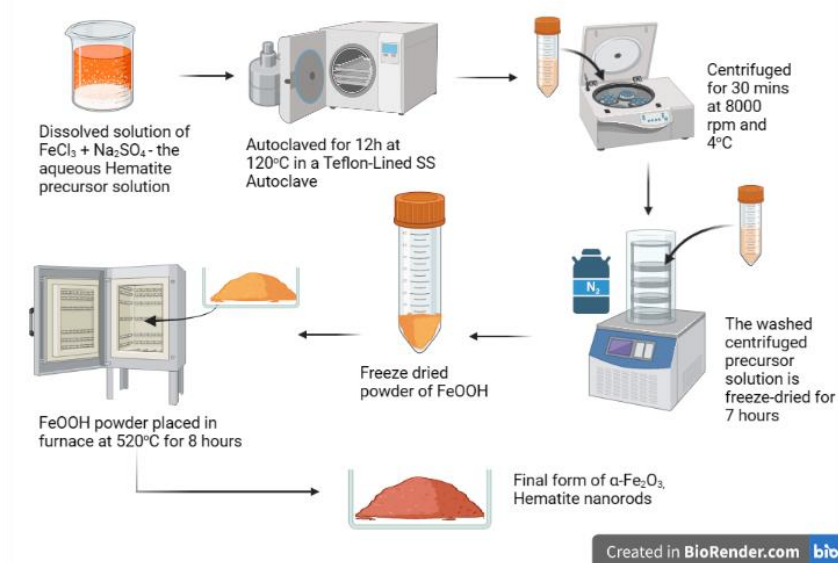 Dissolved solution of
FeCl₃ + Na₂SO₄ - the
aqueous Hematite
precursor solution
Autoclaved for 12h at
120°C in a Teflon-Lined SS
Autoclave
Centrifuged
for 30 mins
at 8000
rpm and
4°C
N₂
The washed
centrifuged
precursor
solution is
freeze-dried for
7 hours
Freeze dried
powder of FeOOH
FeOOH powder placed in
furnace at 520°C for 8 hours
Final form of α-Fe₂O₃,
Hematite nanorods
Created in BioRender.com bio